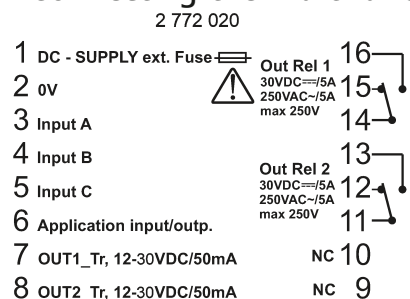 2 772 020
1 DC - SUPPLY ext. Fuse
2 0V
3 Input A
4 Input B
5 Input C
6 Application input/outp.
7 OUT1_Tr, 12-30VDC/50mA
8 OUT2_Tr, 12-30VDC/50mA
Out Rel 1
30VDC⎓/5A
250VAC~/5A
max 250V
16
15
14
Out Rel 2
30VDC⎓/5A
250VAC~/5A
max 250V
13
12
11
NC 10
NC 9